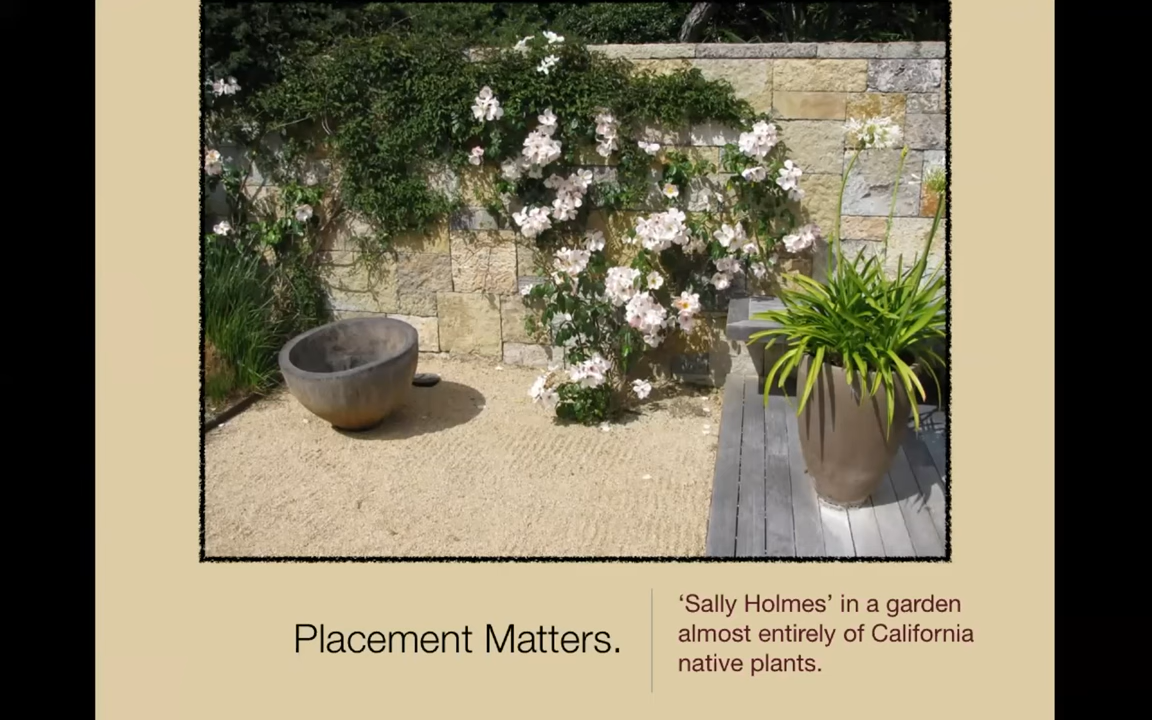 Placement Matters.
‘Sally Holmes’ in a garden
almost entirely of California
native plants.